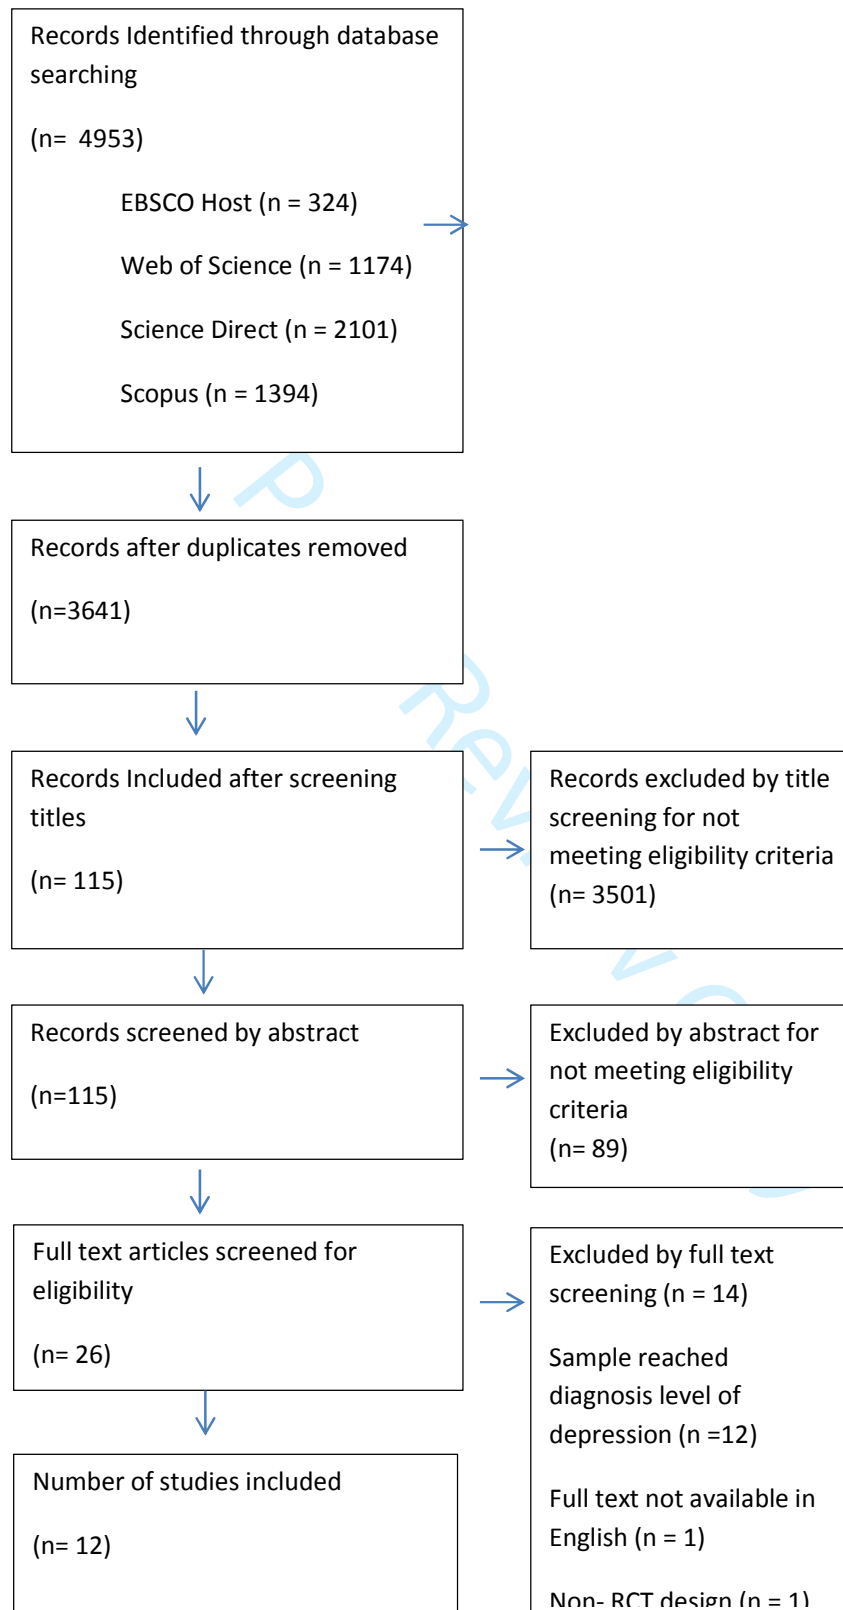 Records Identified through database
searching
(n=  4953)
EBSCO Host (n = 324)
Web of Science (n = 1174)
Science Direct (n = 2101)
Scopus (n = 1394)
Records after duplicates removed
(n=3641)
Records Included after screening
titles
(n= 115)
Records excluded by title
screening for not
meeting eligibility criteria
(n= 3501)
Records screened by abstract
(n=115)
Excluded by abstract for
not meeting eligibility
criteria
(n= 89)
Full text articles screened for
eligibility
(n= 26)
Excluded by full text
screening (n = 14)
Sample reached
diagnosis level of
depression (n =12)
Full text not available in
English (n = 1)
Non- RCT design (n = 1)
Number of studies included
(n= 12)